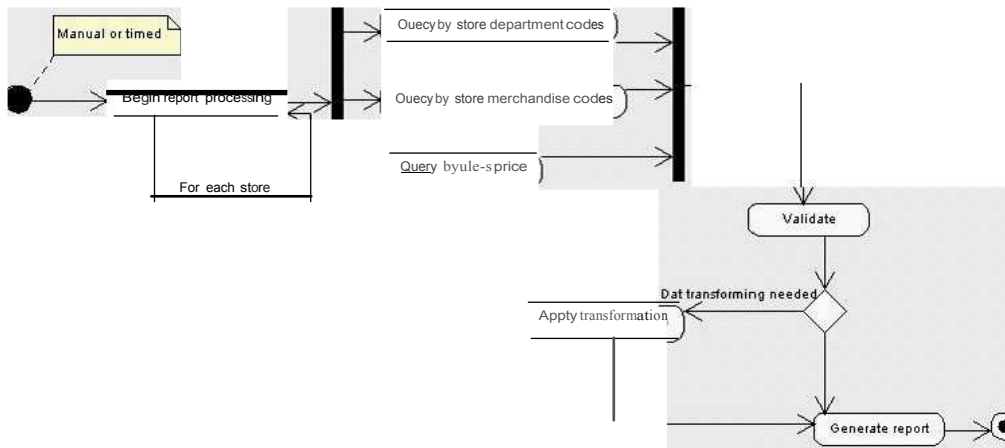 Manual or timed
Ouecy by store department codes
Begin report processing
Ouecy by store merchandise codes
Query byule-s price
For each store
Validate
Dat transforming needed
Appty transformation
Generate report